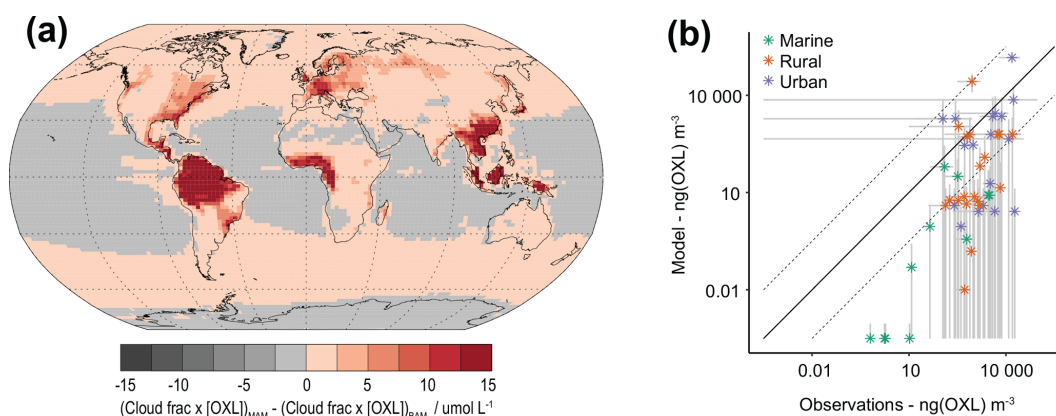 (a)
-15 -10 -5 0 5 10 15
(Cloud frac x [OXL])MAM - (Cloud frac x [OXL])BAM / umol L-1
(b)
Marine
Rural
Urban
Model - ng(OXL) m-3
10 000
10
0.01
0.01 10 10 000
Observations - ng(OXL) m-3